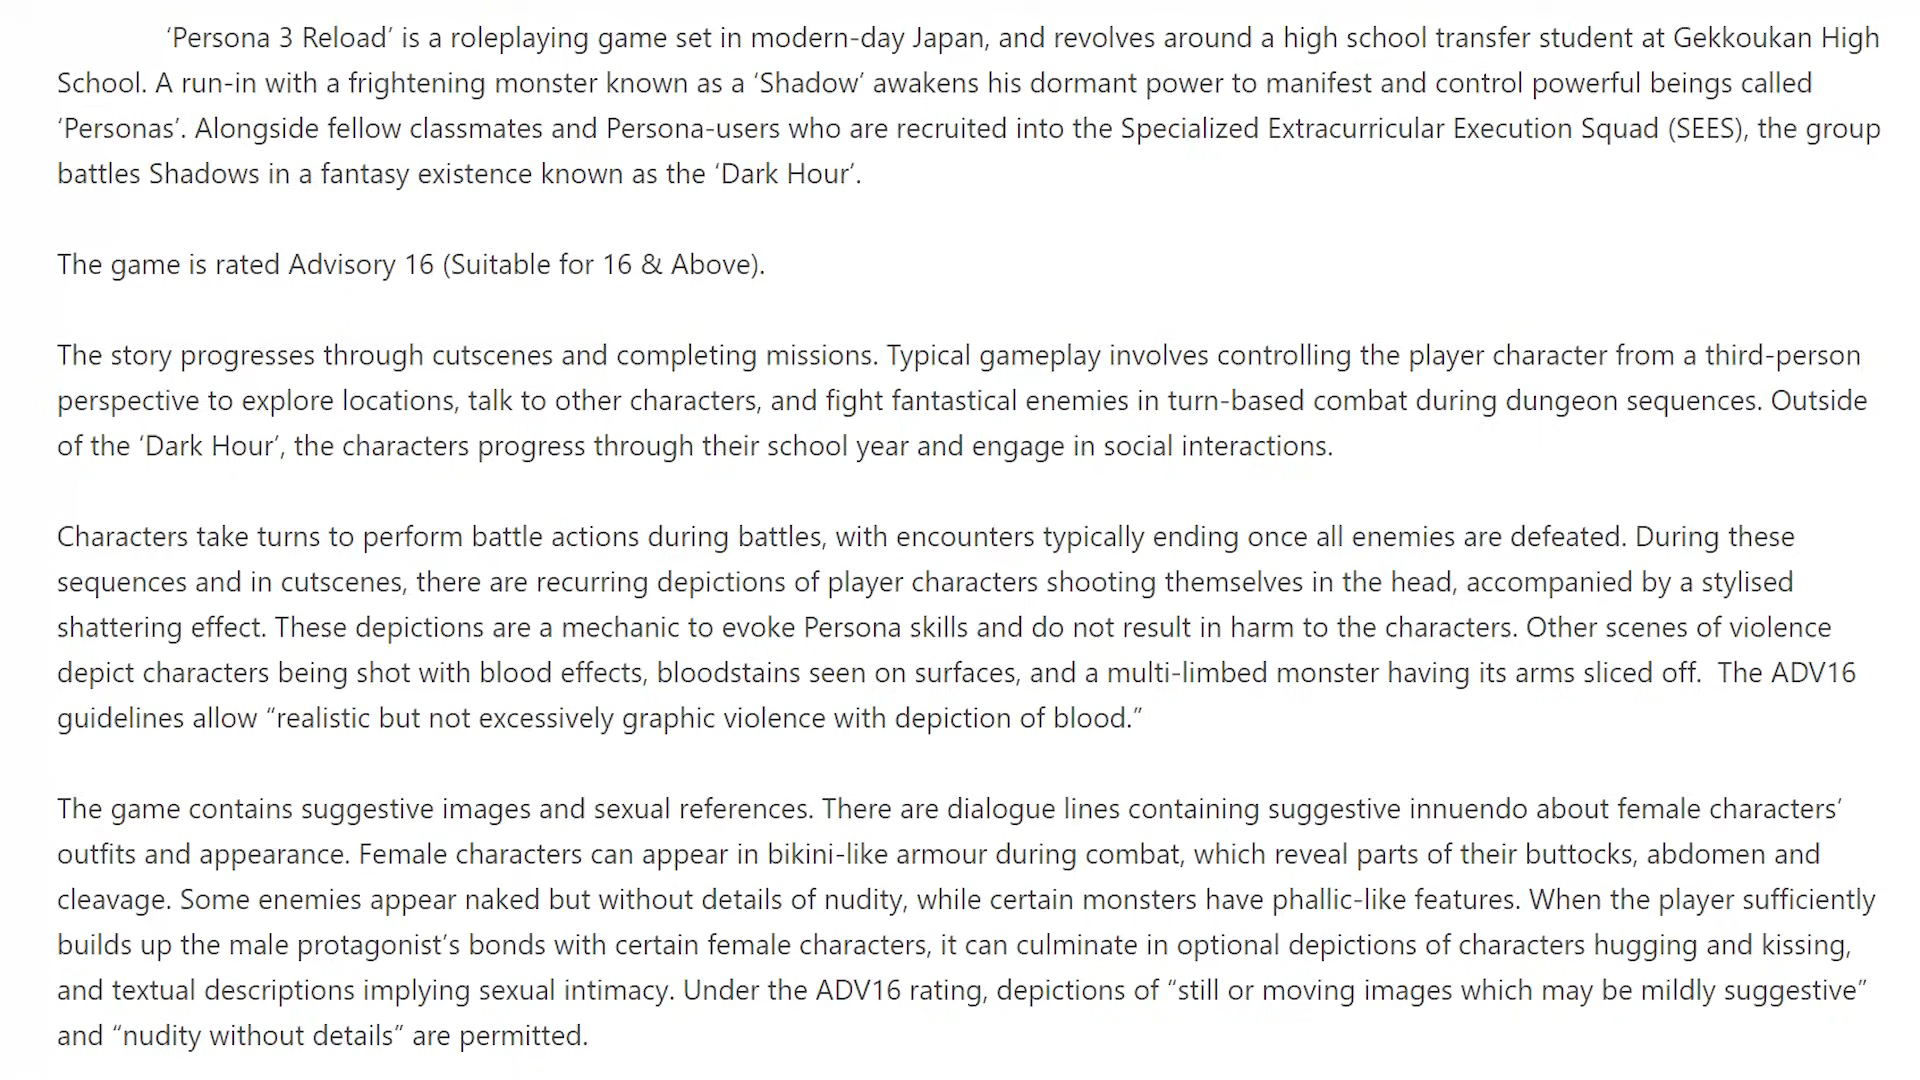 ‘Persona 3 Reload’ is a roleplaying game set in modern-day Japan, and revolves around a high school transfer student at Gekkoukan High
School. A run-in with a frightening monster known as a ‘Shadow’ awakens his dormant power to manifest and control powerful beings called
‘Personas’. Alongside fellow classmates and Persona-users who are recruited into the Specialized Extracurricular Execution Squad (SEES), the group
battles Shadows in a fantasy existence known as the ‘Dark Hour’.
The game is rated Advisory 16 (Suitable for 16 & Above).
The story progresses through cutscenes and completing missions. Typical gameplay involves controlling the player character from a third-person
perspective to explore locations, talk to other characters, and fight fantastical enemies in turn-based combat during dungeon sequences. Outside
of the ‘Dark Hour’, the characters progress through their school year and engage in social interactions.
Characters take turns to perform battle actions during battles, with encounters typically ending once all enemies are defeated. During these
sequences and in cutscenes, there are recurring depictions of player characters shooting themselves in the head, accompanied by a stylised
shattering effect. These depictions are a mechanic to evoke Persona skills and do not result in harm to the characters. Other scenes of violence
depict characters being shot with blood effects, bloodstains seen on surfaces, and a multi-limbed monster having its arms sliced off.  The ADV16
guidelines allow “realistic but not excessively graphic violence with depiction of blood.”
The game contains suggestive images and sexual references. There are dialogue lines containing suggestive innuendo about female characters’
outfits and appearance. Female characters can appear in bikini-like armour during combat, which reveal parts of their buttocks, abdomen and
cleavage. Some enemies appear naked but without details of nudity, while certain monsters have phallic-like features. When the player sufficiently
builds up the male protagonist’s bonds with certain female characters, it can culminate in optional depictions of characters hugging and kissing,
and textual descriptions implying sexual intimacy. Under the ADV16 rating, depictions of “still or moving images which may be mildly suggestive”
and “nudity without details” are permitted.